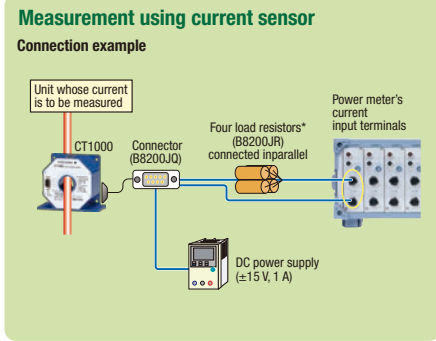 Measurement using current sensor
Connection example
Unit whose current
is to be measured
CT1000
Connector
(B8200JQ)
Four load resistors*
(B8200JR)
connected inparallel
Power meter's
current
input terminals
DC power supply
(±15 V, 1 A)